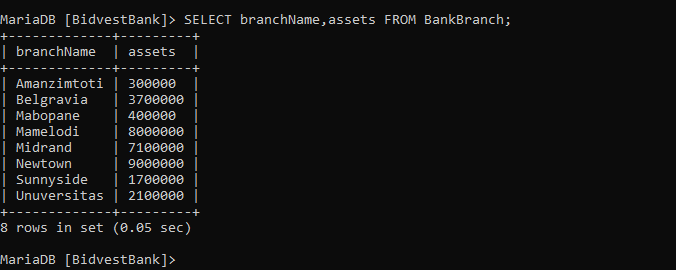 MariaDB [BidvestBank]> SELECT branchName,assets FROM BankBranch;
+-------------+---------+
| branchName  | assets  |
+-------------+---------+
| Amanzimtoti | 300000  |
| Belgravia   | 3700000 |
| Mabopane    | 400000  |
| Mamelodi    | 8000000 |
| Midrand     | 7100000 |
| Newtown     | 9000000 |
| Sunnyside   | 1700000 |
| Unuversitas | 2100000 |
+-------------+---------+
8 rows in set (0.05 sec)
MariaDB [BidvestBank]>